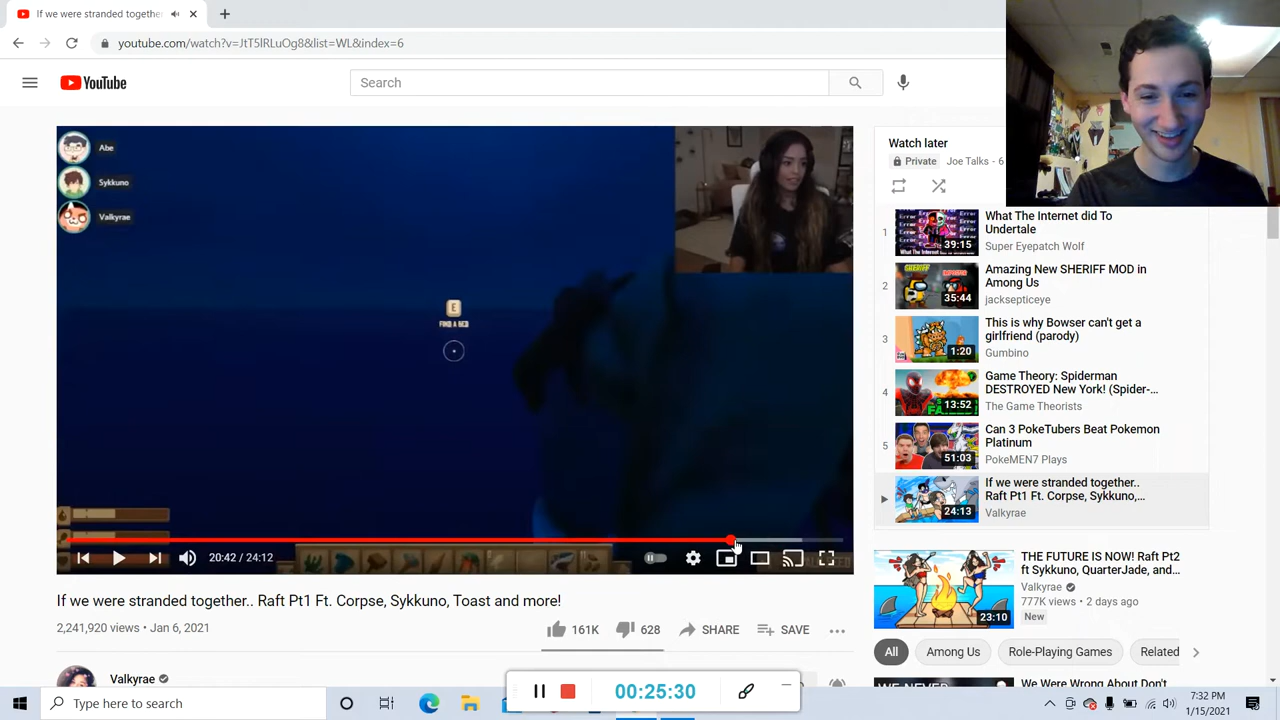 If we were stranded together
youtube.com/watch?v=JtT5lRLuOg8&list=WL&index=6
YouTube
Search
Abe
Sykkuno
Valkyrae
E
FIND A BED
20:42 / 24:12
If we were stranded together.. Raft Pt1 Ft. Corpse, Sykkuno, Toast and more!
2,241,920 views • Jan 6, 2021
161K
628
SHARE
SAVE
Valkyrae
Watch later
Private
Joe Talks - 6
1
39:15
What The Internet did To
Undertale
Super Eyepatch Wolf
2
35:44
Amazing New SHERIFF MOD in
Among Us
jacksepticeye
3
1:20
This is why Bowser can't get a
girlfriend (parody)
Gumbino
4
13:52
Game Theory: Spiderman
DESTROYED New York! (Spider-...
The Game Theorists
5
51:03
Can 3 PokeTubers Beat Pokemon
Platinum
PokeMEN7 Plays
24:13
If we were stranded together..
Raft Pt1 Ft. Corpse, Sykkuno,...
Valkyrae
23:10
THE FUTURE IS NOW! Raft Pt2
ft Sykkuno, QuarterJade, and...
Valkyrae
777K views • 2 days ago
New
All
Among Us
Role-Playing Games
Related
We Were Wrong About Don't
00:25:30
Type here to search
7:32 PM
1/15/2021